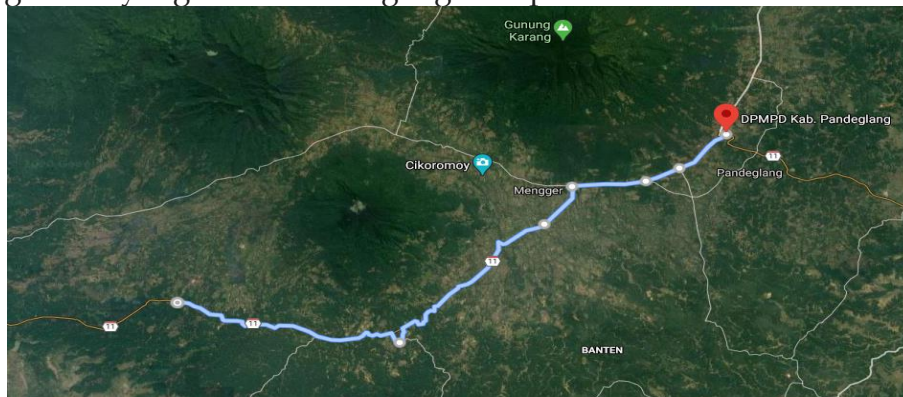 Gunung
Karang
DPMPD Kab. Pandeglang
11
Cikoromoy
Pandeglang
Mengger
11
11
11
BANTEN